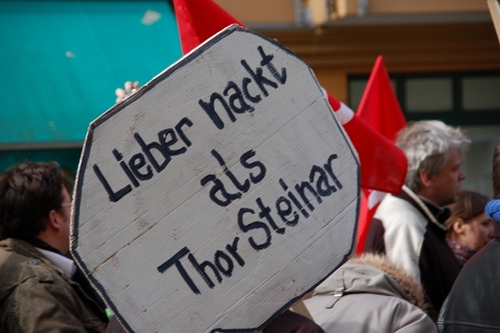 Lieber nackt
als
Thor Steinar